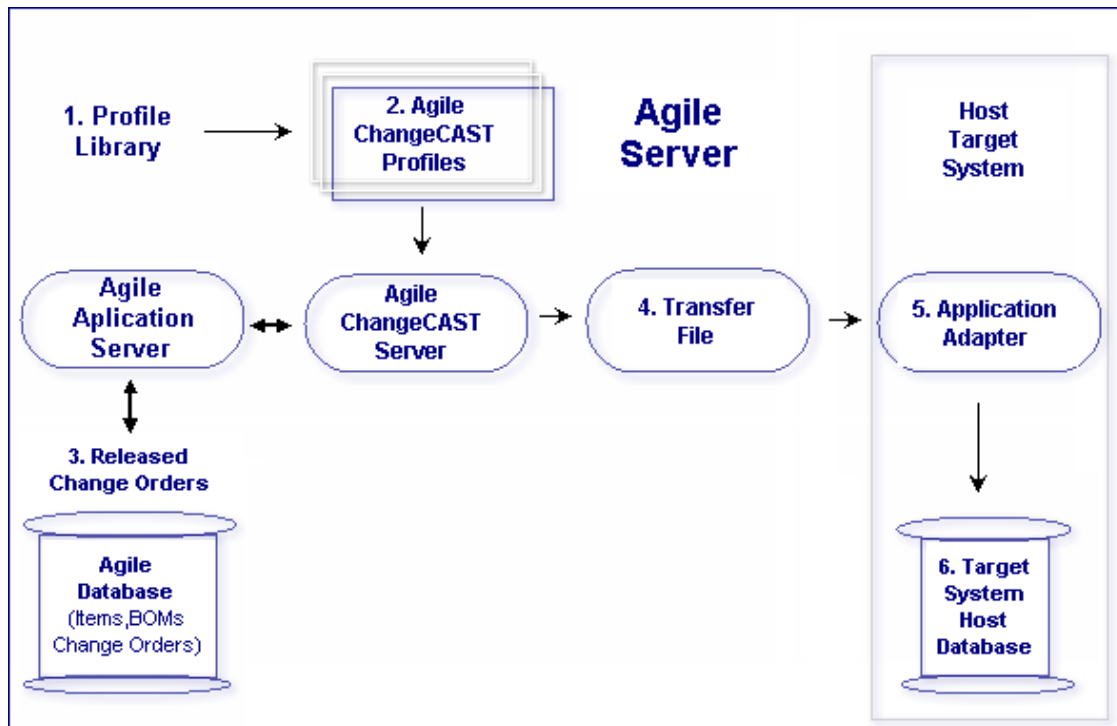 1. Profile
Library
2. Agile
ChangeCAST
Profiles
Agile
Server
Host
Target
System
Agile
Aplication
Server
Agile
ChangeCAST
Server
4. Transfer
File
5. Application
Adapter
3. Released
Change Orders
Agile
Database
(Items,BOMs
Change Orders)
6. Target
System
Host
Database